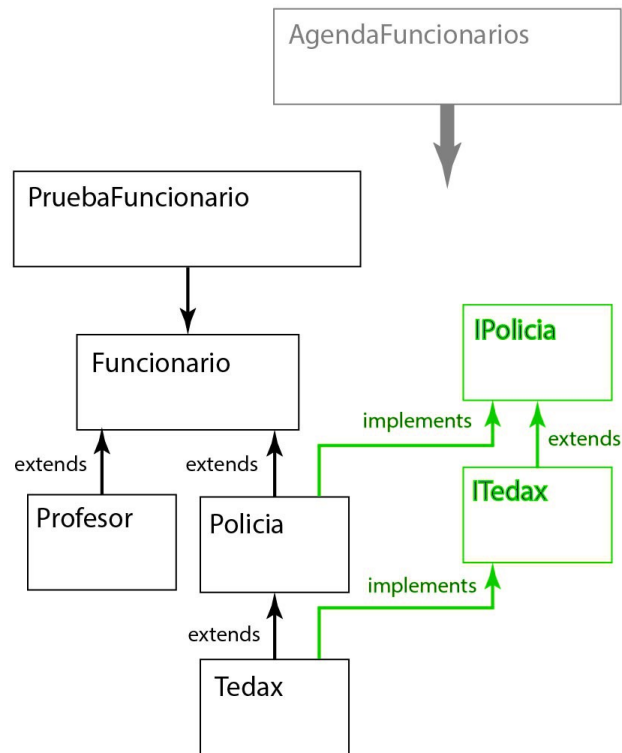 AgendaFuncionarios
PruebaFuncionario
Funcionario
IPolicia
implements
extends
extends
extends
Profesor
Policia
ITedax
implements
extends
Tedax